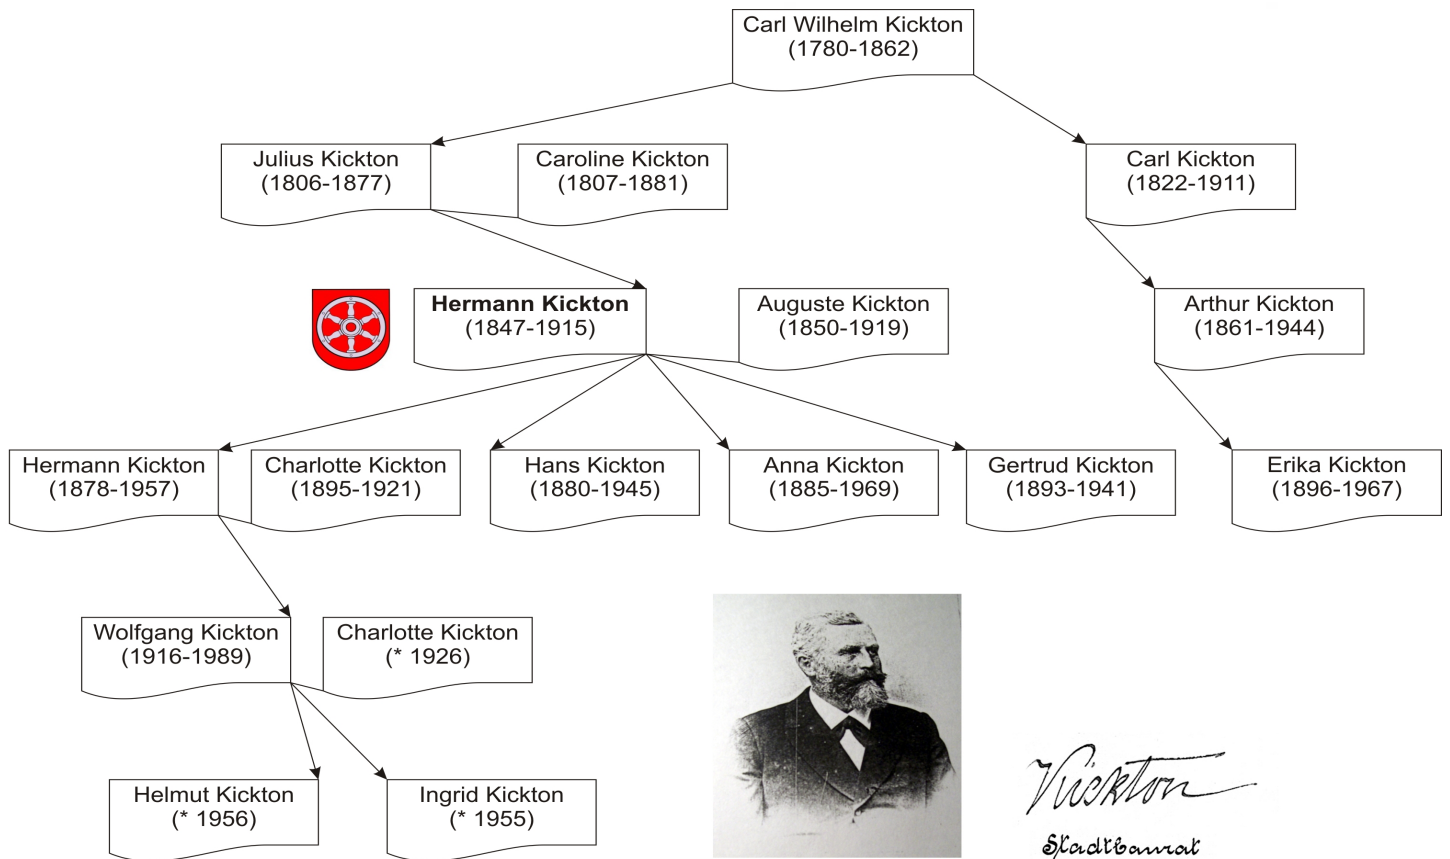 Carl Wilhelm Kickton
(1780-1862)
Julius Kickton
(1806-1877)
Caroline Kickton
(1807-1881)
Carl Kickton
(1822-1911)
Hermann Kickton
(1847-1915)
Auguste Kickton
(1850-1919)
Arthur Kickton
(1861-1944)
Hermann Kickton
(1878-1957)
Charlotte Kickton
(1895-1921)
Hans Kickton
(1880-1945)
Anna Kickton
(1885-1969)
Gertrud Kickton
(1893-1941)
Erika Kickton
(1896-1967)
Wolfgang Kickton
(1916-1989)
Charlotte Kickton
(* 1926)
Helmut Kickton
(* 1956)
Ingrid Kickton
(* 1955)
Kickton
Stadtbaurat